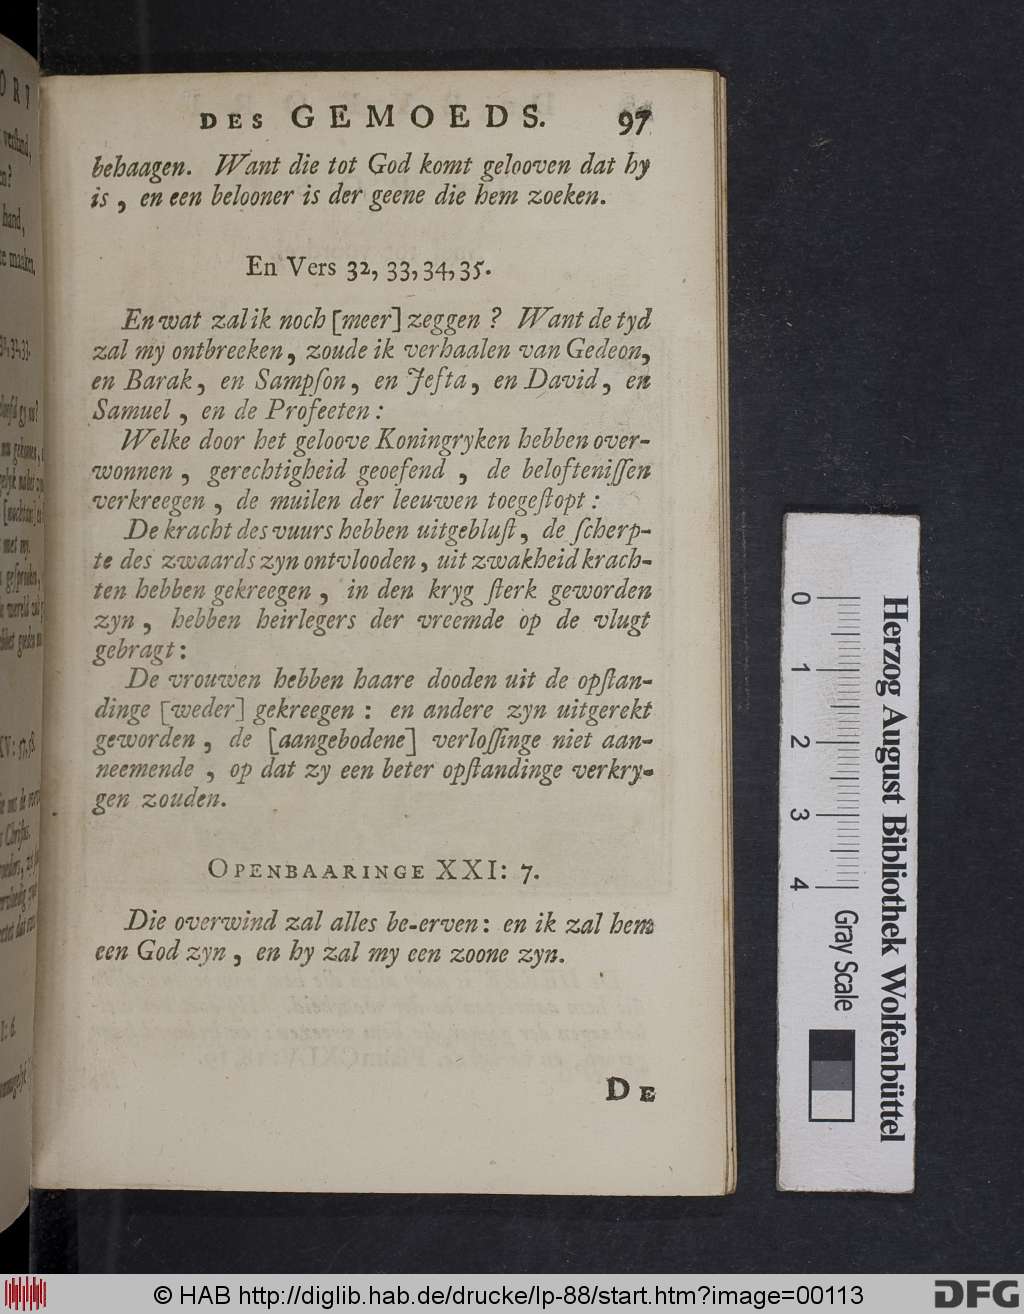 DES GEMOEDS. 97
behaagen. Want die tot God komt gelooven dat hy
is, en een belooner is der geene die hem zoeken.
En Vers 32, 33, 34, 35.
En wat zal ik noch [meer] zeggen? Want de tyd
zal my ontbreeken, zoude ik verhaalen van Gedeon,
en Barak, en Sampſon, en Jefta, en David, en
Samuel, en de Profeeten:
Welke door het geloove Koningryken hebben over-
wonnen, gerechtigheid geoefend, de belofteniſſen
verkreegen, de muilen der leeuwen toegeſtopt:
De kracht des vuurs hebben uitgebluſt, de ſcherp-
te des zwaards zyn ontvlooden, uit zwakheid krach-
ten hebben gekreegen, in den kryg ſterk geworden
zyn, hebben heirlegers der vreemde op de vlugt
gebragt:
De vrouwen hebben haare dooden uit de opſtan-
dinge [weder] gekreegen: en andere zyn uitgerekt
geworden, de [aangebodene] verloſſinge niet aan-
neemende, op dat zy een beter opſtandinge verkry-
gen zouden.
OPENBAARINGE XXI: 7.
Die overwind zal alles be-erven: en ik zal hem
een God zyn, en hy zal my een zoone zyn.
DE
0 1 2 3 4
Gray Scale
Herzog August Bibliothek Wolfenbüttel
© HAB http://diglib.hab.de/drucke/lp-88/start.htm?image=00113
DFG